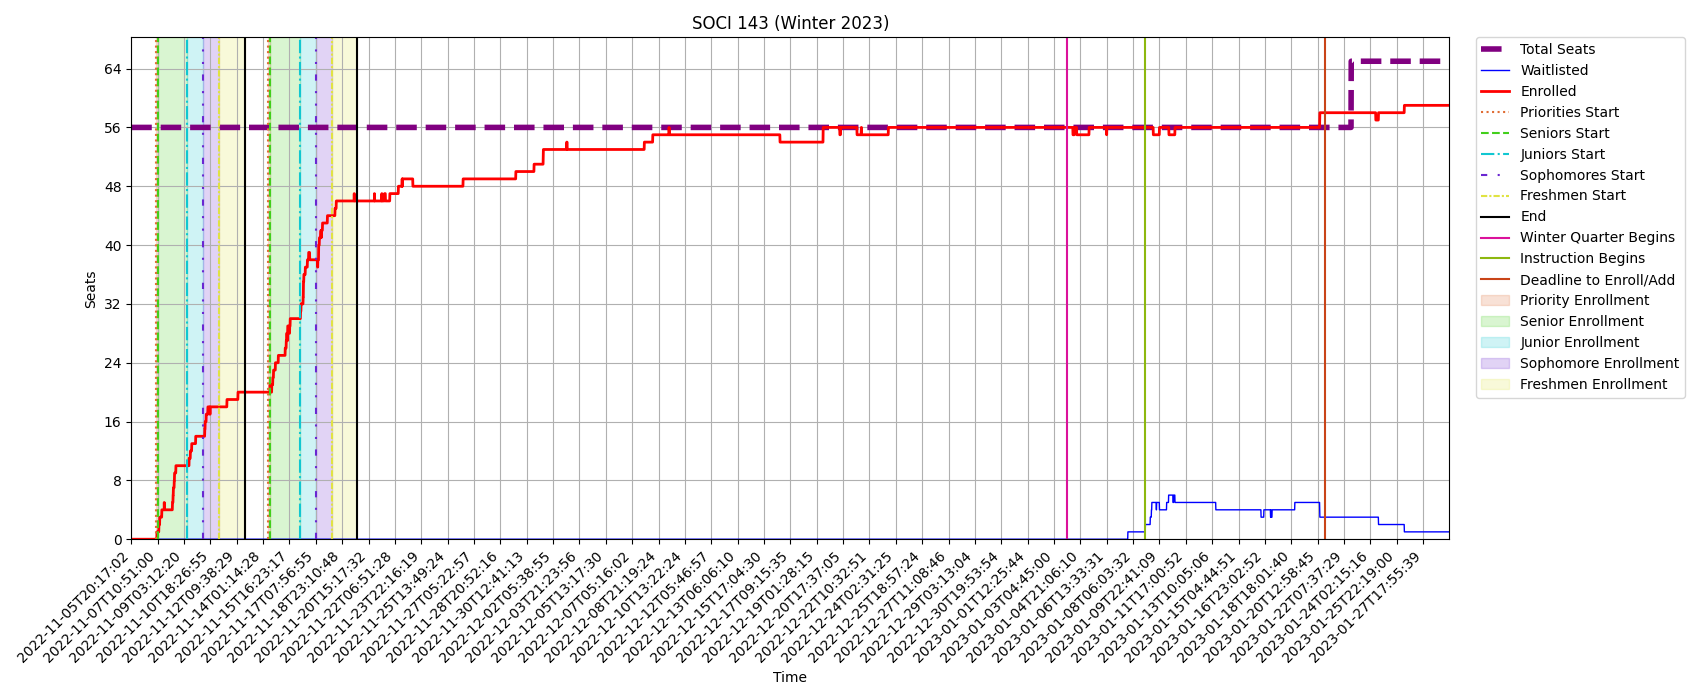 SOCI 143 (Winter 2023)
64
56
48
40
32
24
16
8
0
Seats
2022-11-05T20:17:02
2022-11-07T10:51:00
2022-11-09T03:12:20
2022-11-10T18:26:55
2022-11-12T09:38:29
2022-11-14T01:14:28
2022-11-15T16:23:17
2022-11-17T07:56:55
2022-11-18T23:10:48
2022-11-20T15:17:32
2022-11-22T06:51:28
2022-11-23T22:16:19
2022-11-25T13:49:24
2022-11-27T05:22:57
2022-11-28T20:52:16
2022-11-30T12:41:13
2022-12-02T05:38:55
2022-12-03T21:23:56
2022-12-05T13:17:30
2022-12-07T05:16:02
2022-12-08T21:19:24
2022-12-10T13:22:24
2022-12-12T05:46:57
2022-12-13T06:06:10
2022-12-15T17:04:30
2022-12-17T09:15:35
2022-12-19T01:28:15
2022-12-20T17:37:05
2022-12-22T10:32:51
2022-12-24T02:31:25
2022-12-25T18:57:24
2022-12-27T11:08:46
2022-12-29T03:13:04
2022-12-30T19:53:54
2023-01-01T12:25:44
2023-01-03T04:45:00
2023-01-04T21:06:10
2023-01-06T13:33:31
2023-01-08T06:03:32
2023-01-09T22:41:09
2023-01-11T17:00:52
2023-01-13T10:05:06
2023-01-15T04:44:51
2023-01-16T23:02:52
2023-01-18T18:01:40
2023-01-20T12:58:45
2023-01-22T07:37:29
2023-01-24T02:15:16
2023-01-25T22:19:00
2023-01-27T17:55:39
Time
Total Seats
Waitlisted
Enrolled
Priorities Start
Seniors Start
Juniors Start
Sophomores Start
Freshmen Start
End
Winter Quarter Begins
Instruction Begins
Deadline to Enroll/Add
Priority Enrollment
Senior Enrollment
Junior Enrollment
Sophomore Enrollment
Freshmen Enrollment